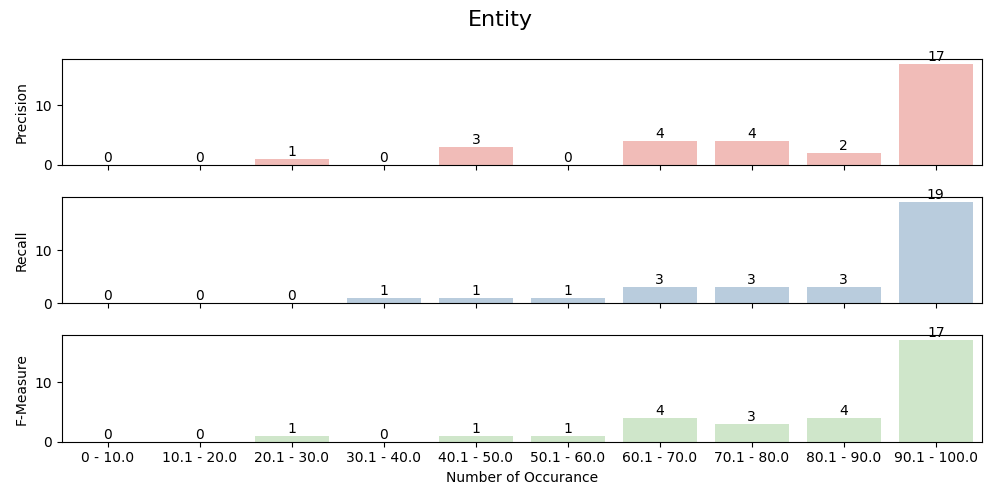 Entity
Precision
10
0
0 0 1 0 3 0 4 4 2 17
Recall
10
0
0 0 0 1 1 1 3 3 3 19
F-Measure
10
0
0 0 1 0 1 1 4 3 4 17
0 - 10.0 10.1 - 20.0 20.1 - 30.0 30.1 - 40.0 40.1 - 50.0 50.1 - 60.0 60.1 - 70.0 70.1 - 80.0 80.1 - 90.0 90.1 - 100.0
Number of Occurance